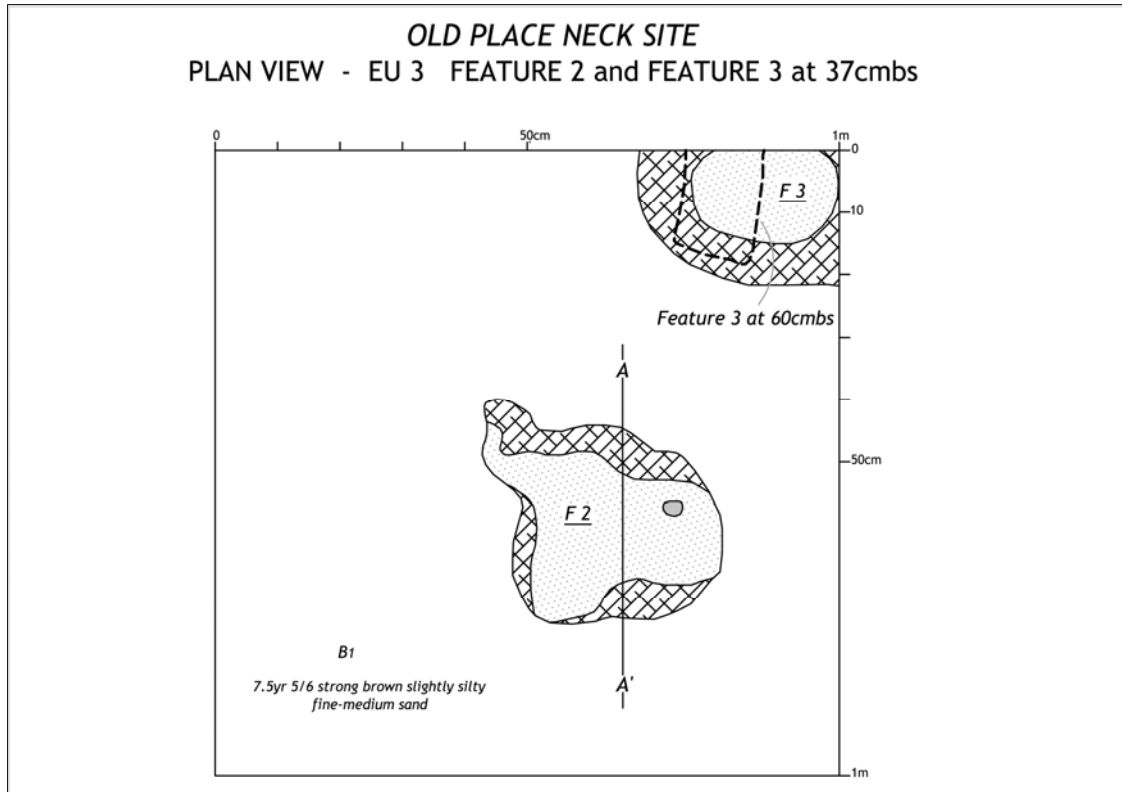 OLD PLACE NECK SITE
PLAN VIEW - EU 3 FEATURE 2 and FEATURE 3 at 37cmbs
0
50cm
1m
0
F 3
10
Feature 3 at 60cmbs
A
50cm
F 2
B1
A'
7.5yr 5/6 strong brown slightly silty
fine-medium sand
1m